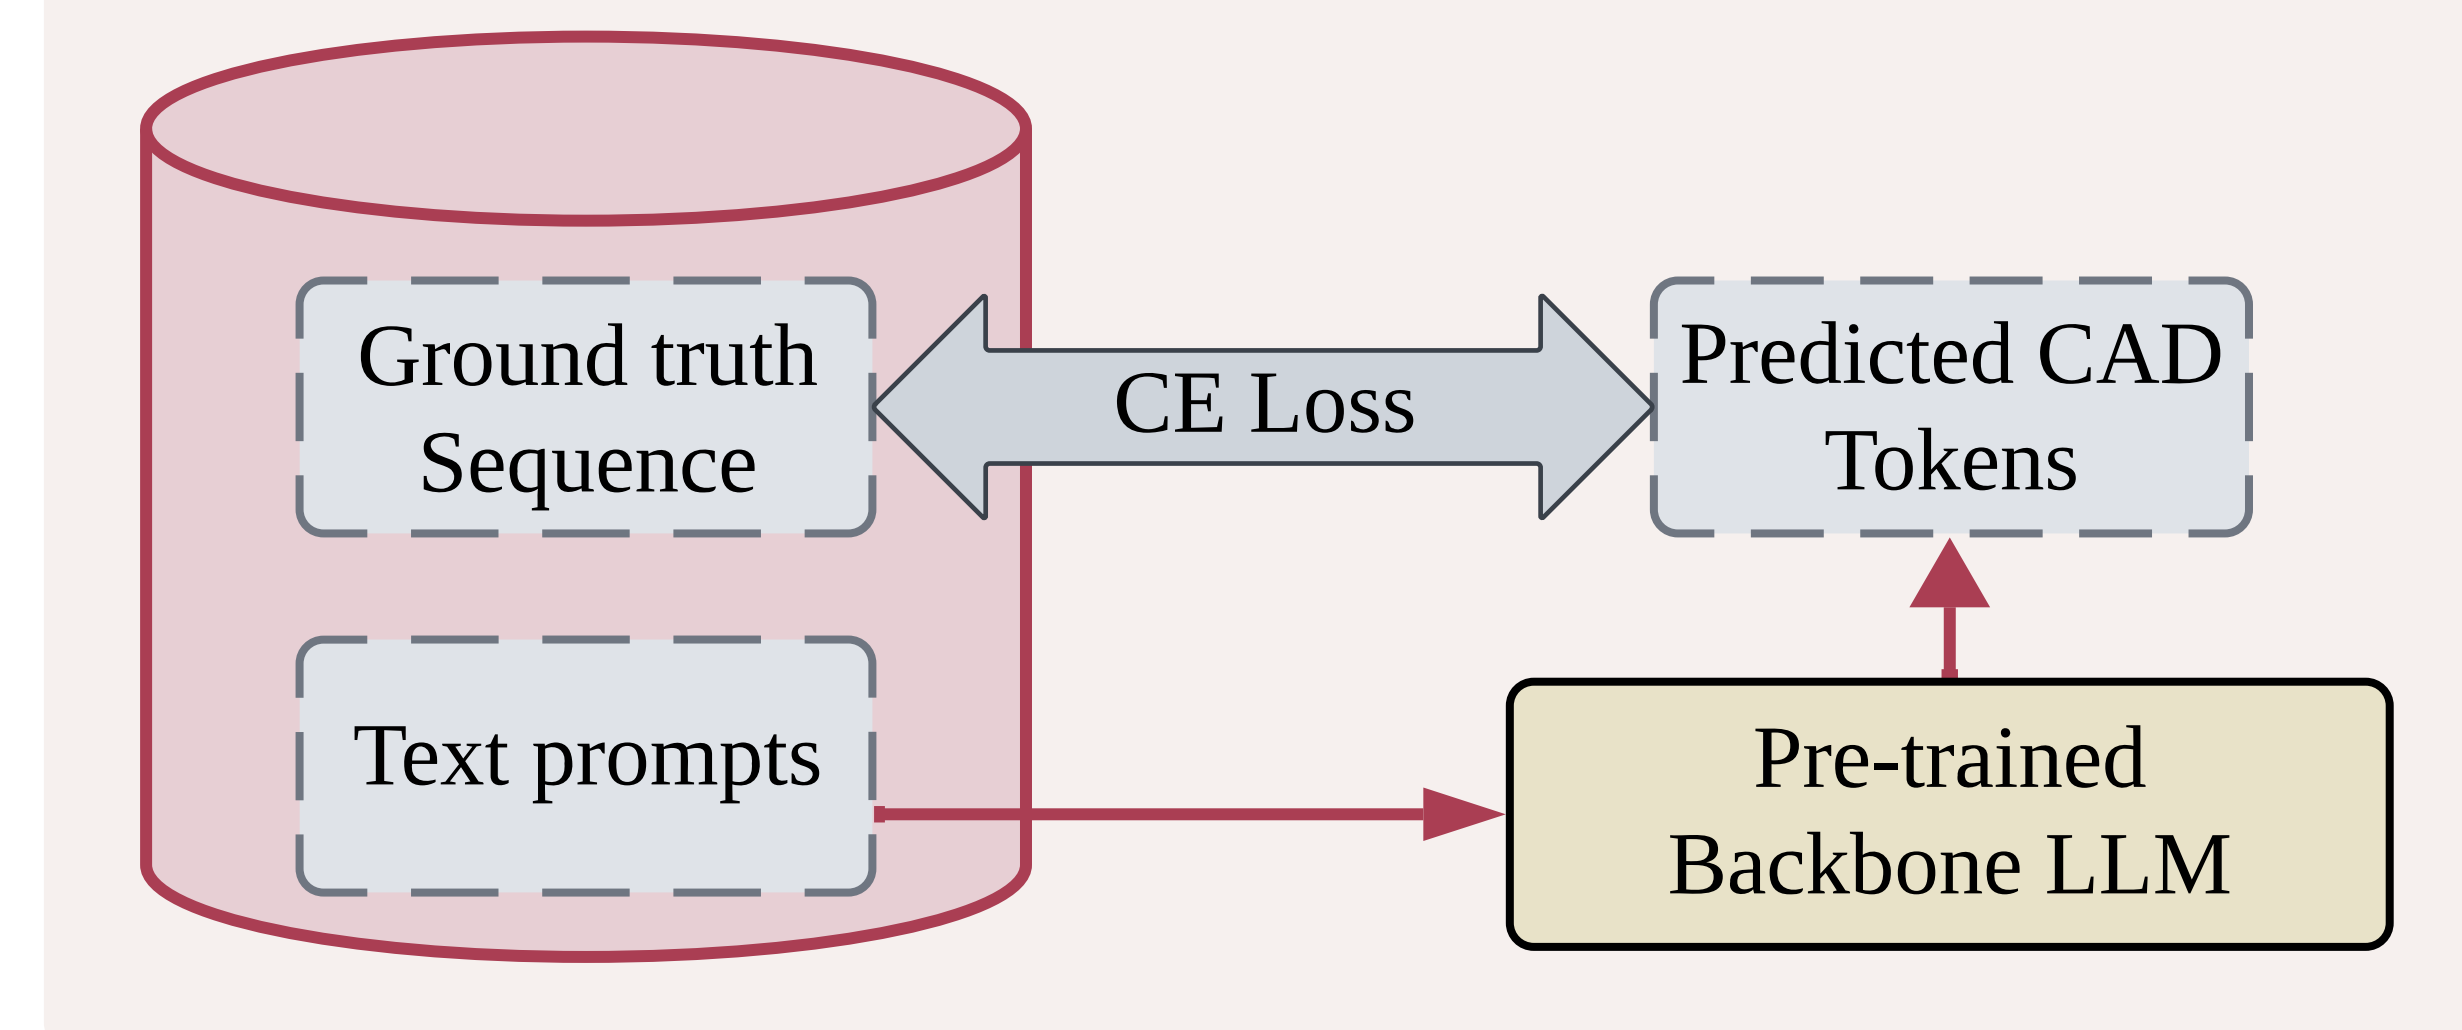 Ground truth
Sequence
CE Loss
Predicted CAD
Tokens
Text prompts
Pre-trained
Backbone LLM